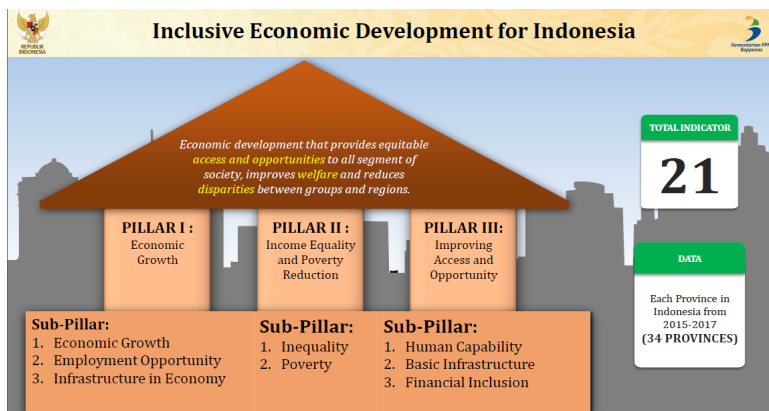 Inclusive Economic Development for Indonesia
REPUBLIK
INDONESIA
Kementerian PPN/
Bappenas
Economic development that provides equitable
access and opportunities to all segment of
society, improves welfare and reduces
disparities between groups and regions.
TOTAL INDICATOR
21
PILLAR I :
Economic
Growth
PILLAR II :
Income Equality
and Poverty
Reduction
PILLAR III:
Improving
Access and
Opportunity
DATA
Each Province in
Indonesia from
2015-2017
(34 PROVINCES)
Sub-Pillar:
1. Economic Growth
2. Employment Opportunity
3. Infrastructure in Economy
Sub-Pillar:
1. Inequality
2. Poverty
Sub-Pillar:
1. Human Capability
2. Basic Infrastructure
3. Financial Inclusion